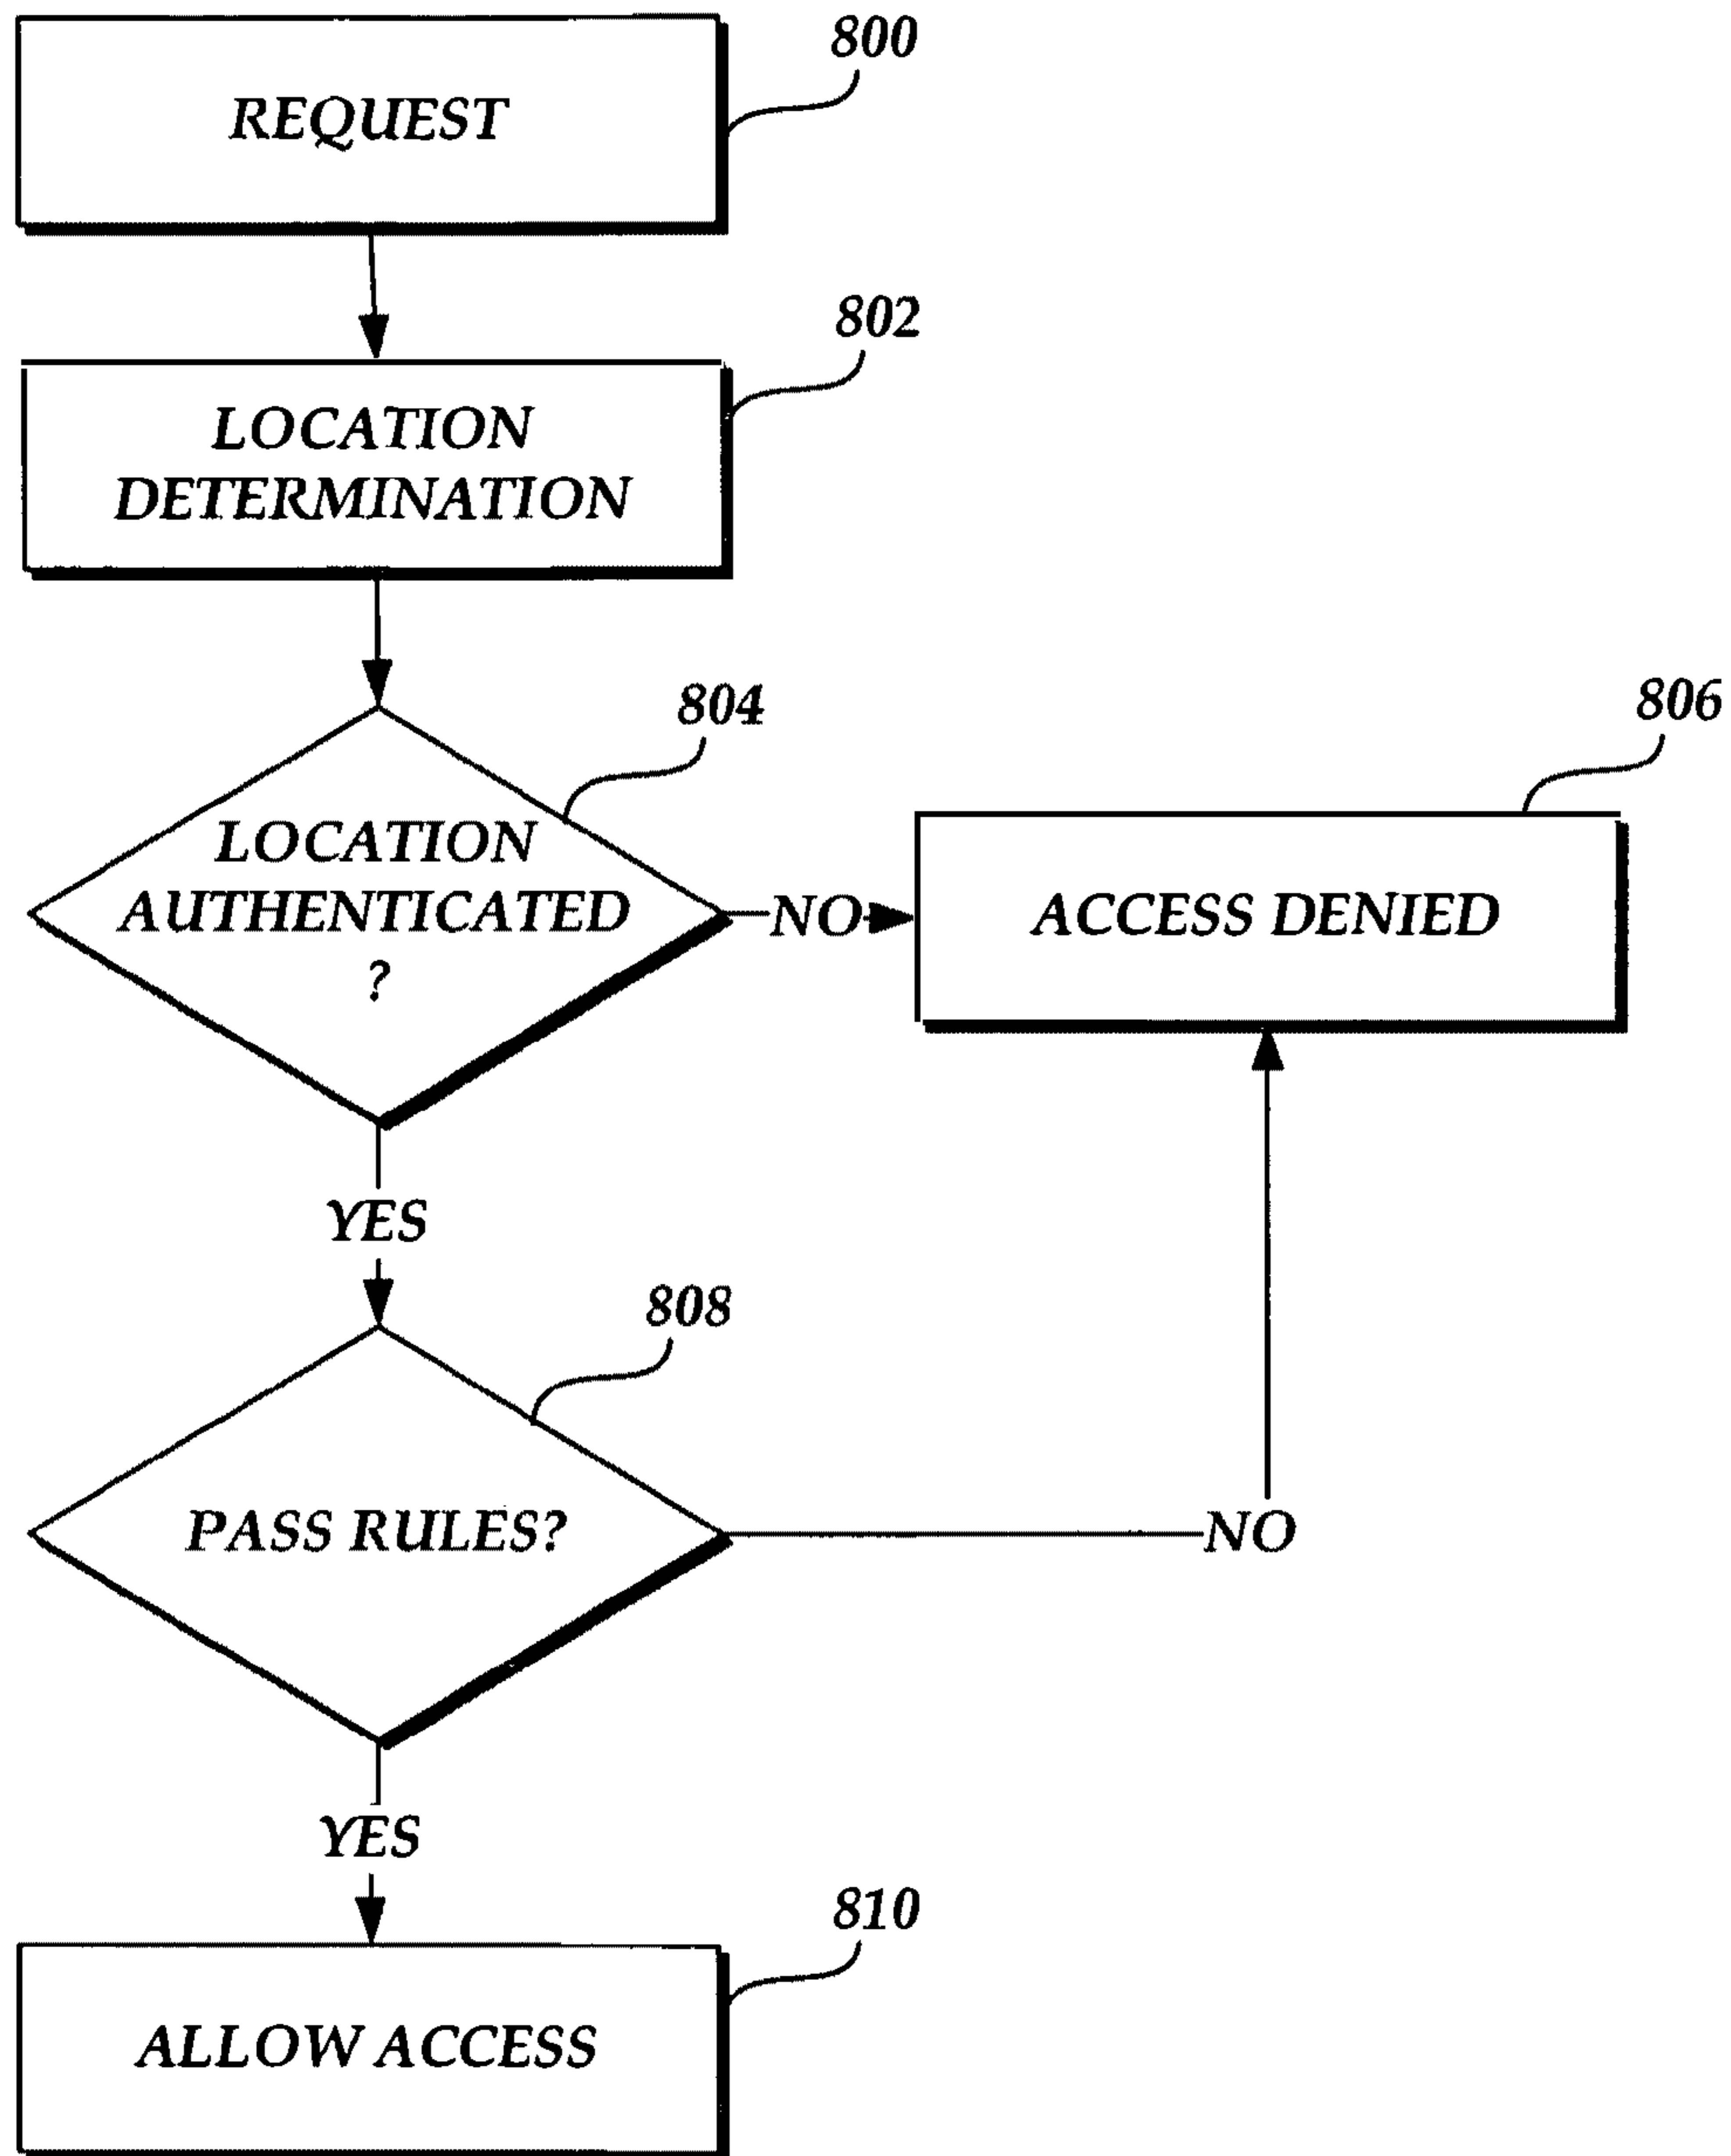 800
REQUEST
802
LOCATION
DETERMINATION
804
806
LOCATION
AUTHENTICATED
?
NO
ACCESS DENIED
YES
808
PASS RULES?
NO
YES
810
ALLOW ACCESS